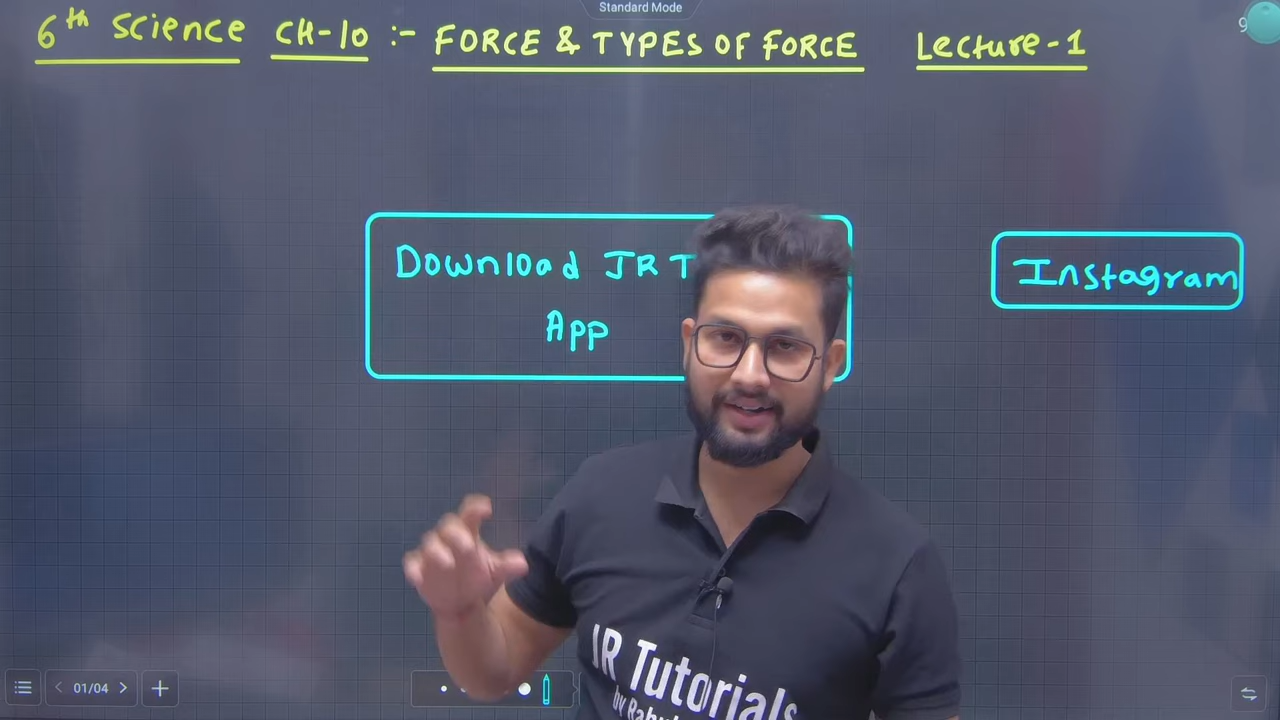 Standard Mode
6th Science CH-10 :- FORCE & TYPES OF FORCE Lecture-1
Download JR T
App
Instagram
JR Tutorials
by
01/04